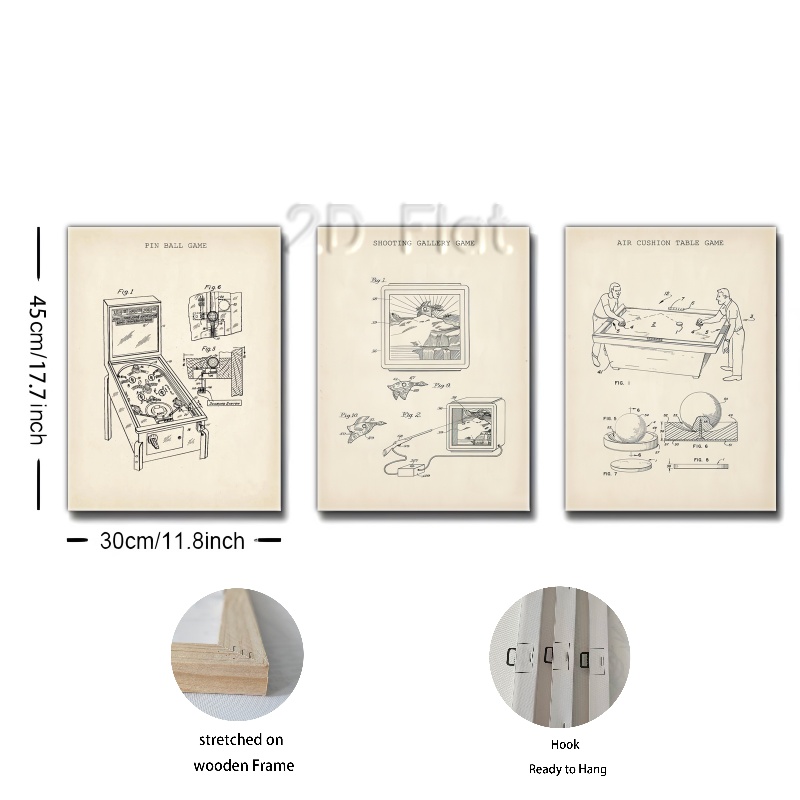 2D Flat
PIN BALL GAME
SHOOTING GALLERY GAME
AIR CUSHION TABLE GAME
Fig.1
Fig.6
Fig.5
Fig.1.
Fig.9.
Fig.10.
Fig.2.
FIG. 1
FIG. 5
FIG. 6
FIG. 7
FIG. 8
45cm/17.7inch
30cm/11.8inch
stretched on
wooden Frame
Hook
Ready to Hang